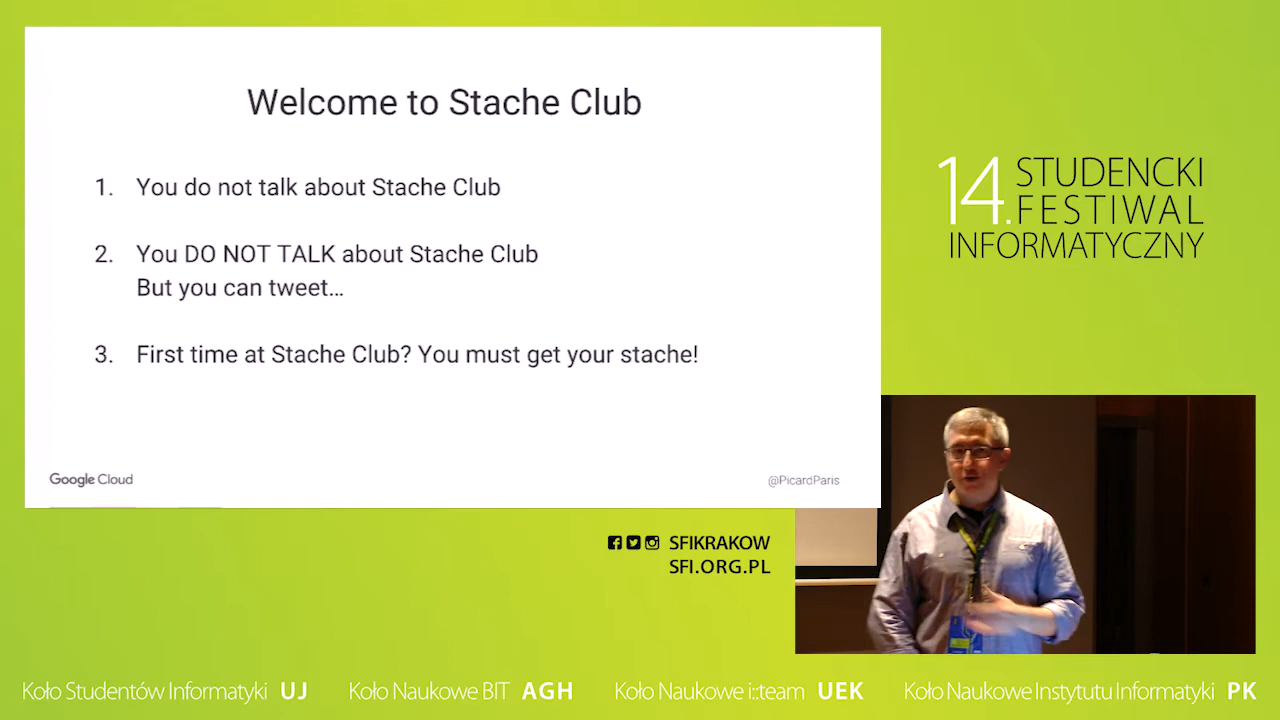 Welcome to Stache Club
1. You do not talk about Stache Club
2. You DO NOT TALK about Stache Club
But you can tweet...
3. First time at Stache Club? You must get your stache!
Google Cloud
@PicardParis
14. STUDENCKI
FESTIWAL
INFORMATYCZNY
SFIKRAKOW
SFI.ORG.PL
Koło Studentów Informatyki UJ
Koło Naukowe BIT AGH
Koło Naukowe i::team UEK
Koło Naukowe Instytutu Informatyki PK